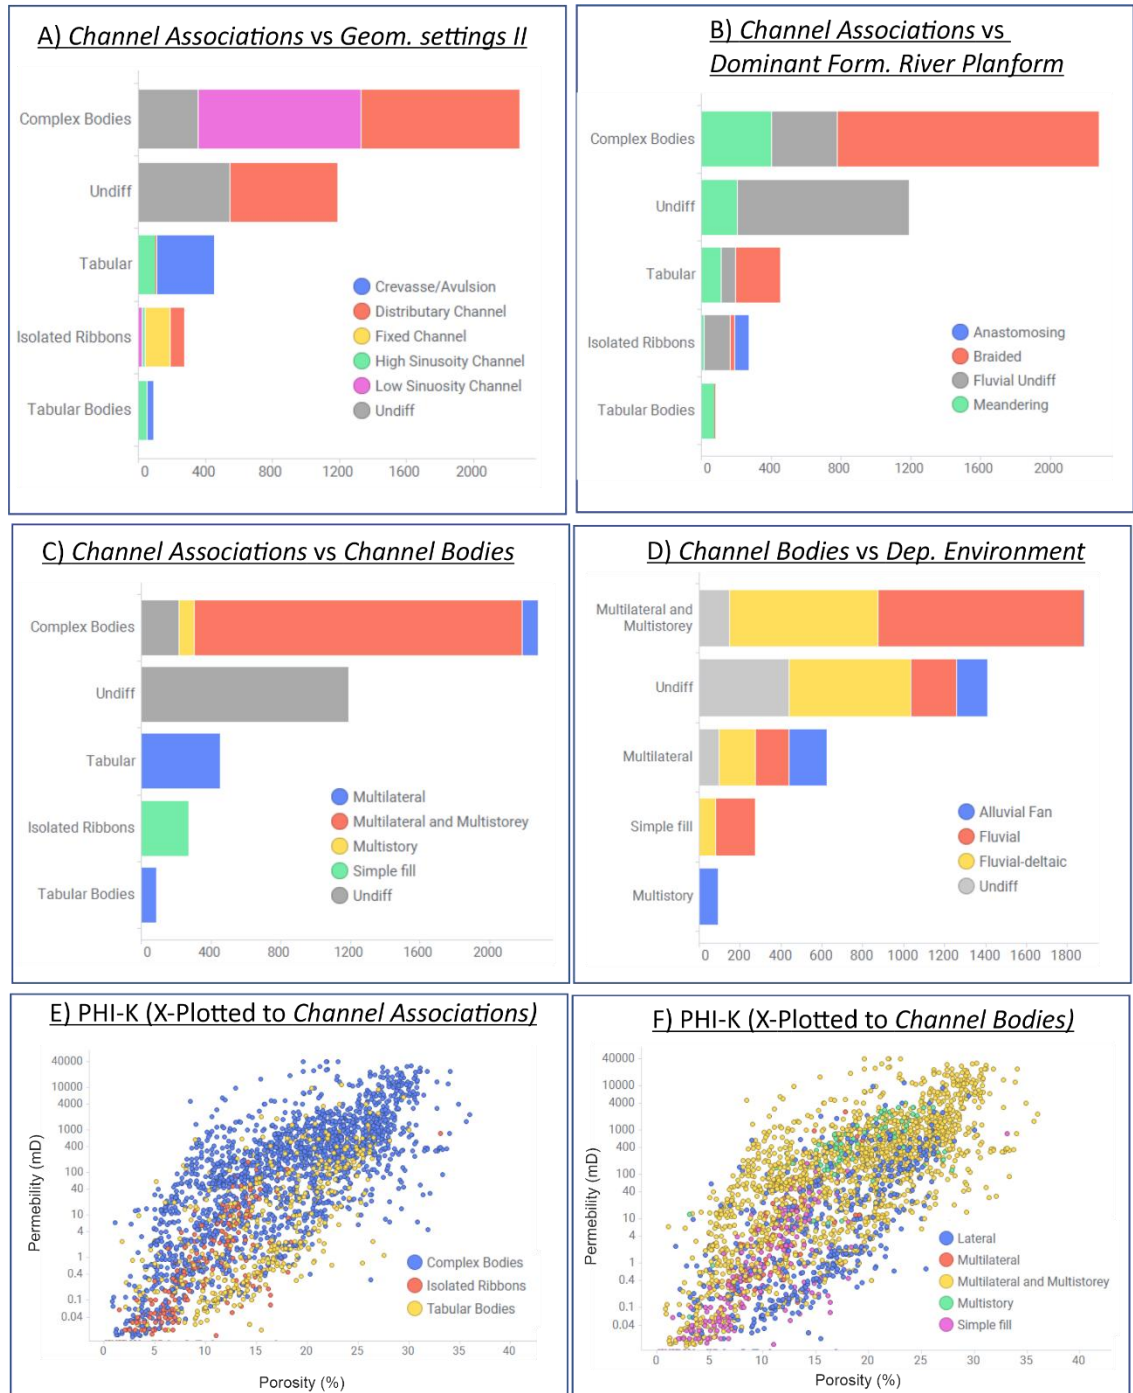 A) Channel Associations vs Geom. settings II
Complex Bodies
Undiff
Tabular
Isolated Ribbons
Tabular Bodies
Crevasse/Avulsion
Distributary Channel
Fixed Channel
High Sinusoity Channel
Low Sinuosity Channel
Undiff
0 400 800 1200 1600 2000
B) Channel Associations vs
Dominant Form. River Planform
Complex Bodies
Undiff
Tabular
Isolated Ribbons
Tabular Bodies
Anastomosing
Braided
Fluvial Undiff
Meandering
0 400 800 1200 1600 2000
C) Channel Associations vs Channel Bodies
Complex Bodies
Undiff
Tabular
Isolated Ribbons
Tabular Bodies
Multilateral
Multilateral and Multistorey
Multistory
Simple fill
Undiff
0 400 800 1200 1600 2000
D) Channel Bodies vs Dep. Environment
Multilateral and
Multistorey
Undiff
Multilateral
Simple fill
Multistory
Alluvial Fan
Fluvial
Fluvial-deltaic
Undiff
0 200 400 600 800 1000 1200 1400 1600 1800
E) PHI-K (X-Plotted to Channel Associations)
Permebility (mD)
40000
10000
4000
1000
400
100
40
10
4
1
0.4
0.1
0.04
Complex Bodies
Isolated Ribbons
Tabular Bodies
0 5 10 15 20 25 30 35 40
Porosity (%)
F) PHI-K (X-Plotted to Channel Bodies)
Permebility (mD)
40000
10000
4000
1000
400
100
40
10
4
1
0.4
0.1
0.04
Lateral
Multilateral
Multilateral and Multistorey
Multistory
Simple fill
0 5 10 15 20 25 30 35 40
Porosity (%)